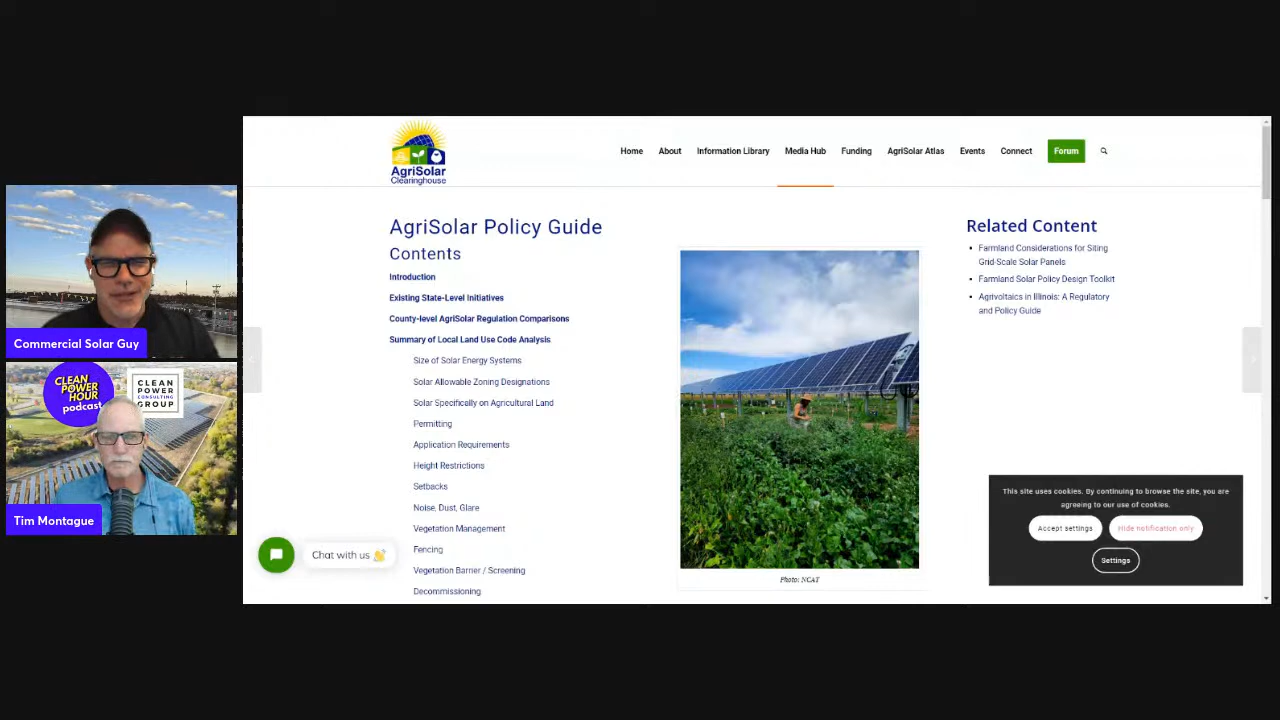 Commercial Solar Guy
CLEAN
POWER
HOUR
podcast
CLEAN
POWER
CONSULTING
GROUP
Tim Montague
AgriSolar
Clearinghouse
Home
About
Information Library
Media Hub
Funding
AgriSolar Atlas
Events
Connect
Forum
AgriSolar Policy Guide
Contents
Introduction
Existing State-Level Initiatives
County-level AgriSolar Regulation Comparisons
Summary of Local Land Use Code Analysis
Size of Solar Energy Systems
Solar Allowable Zoning Designations
Solar Specifically on Agricultural Land
Permitting
Application Requirements
Height Restrictions
Setbacks
Noise, Dust, Glare
Vegetation Management
Fencing
Vegetation Barrier / Screening
Decommissioning
Photo: NCAT
Related Content
Farmland Considerations for Siting
Grid-Scale Solar Panels
Farmland Solar Policy Design Toolkit
Agrivoltaics in Illinois: A Regulatory
and Policy Guide
This site uses cookies. By continuing to browse the site, you are
agreeing to our use of cookies.
Accept settings
Hide notification only
Settings
Chat with us 👋